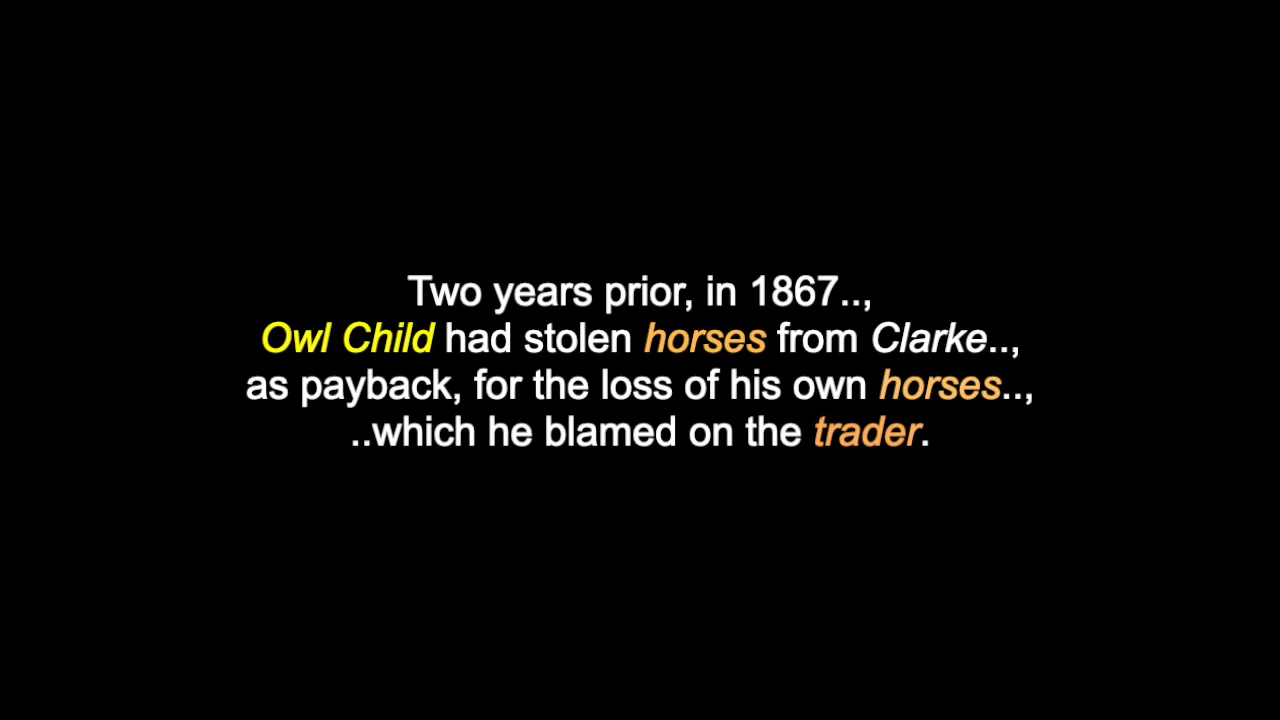 Two years prior, in 1867..,
Owl Child had stolen horses from Clarke..,
as payback, for the loss of his own horses..,
..which he blamed on the trader.